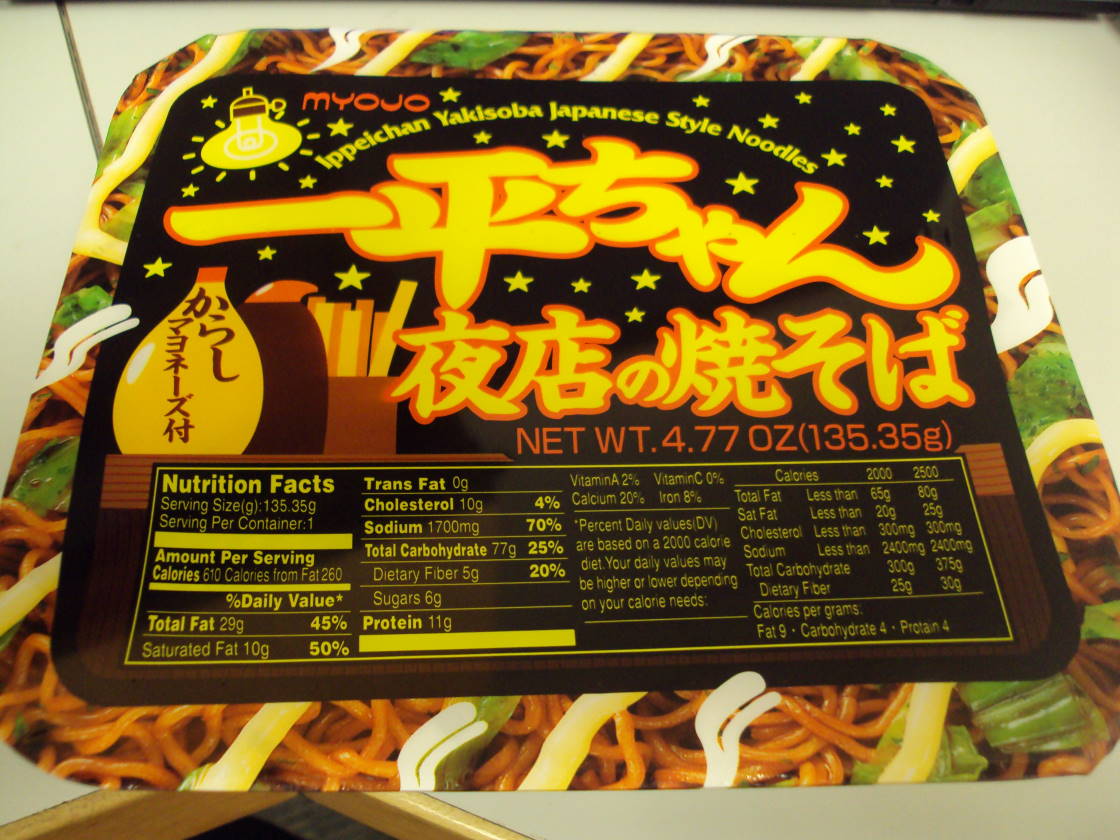 MYOJO
Ippeichan Yakisoba Japanese Style Noodles
一平ちゃん
夜店の焼そば
からし
マヨネーズ付
NET WT.4.77 OZ(135.35g)
Nutrition Facts
Serving Size(g):135.35g
Serving Per Container:1
Amount Per Serving
Calories 610 Calories from Fat 260
%Daily Value*
Total Fat 29g 45%
Saturated Fat 10g 50%
Trans Fat 0g
Cholesterol 10g 4%
Sodium 1700mg 70%
Total Carbohydrate 77g 25%
Dietary Fiber 5g 20%
Sugars 6g
Protein 11g
VitaminA 2% VitaminC 0%
Calcium 20% Iron 8%
*Percent Daily values(DV)
are based on a 2000 calorie
diet.Your daily values may
be higher or lower depending
on your calorie needs:
Calories 2000 2500
Total Fat Less than 65g 80g
Sat Fat Less than 20g 25g
Cholesterol Less than 300mg 300mg
Sodium Less than 2400mg 2400mg
Total Carbohydrate 300g 375g
Dietary Fiber 25g 30g
Calories per grams:
Fat 9・Carbohydrate 4・Protain 4